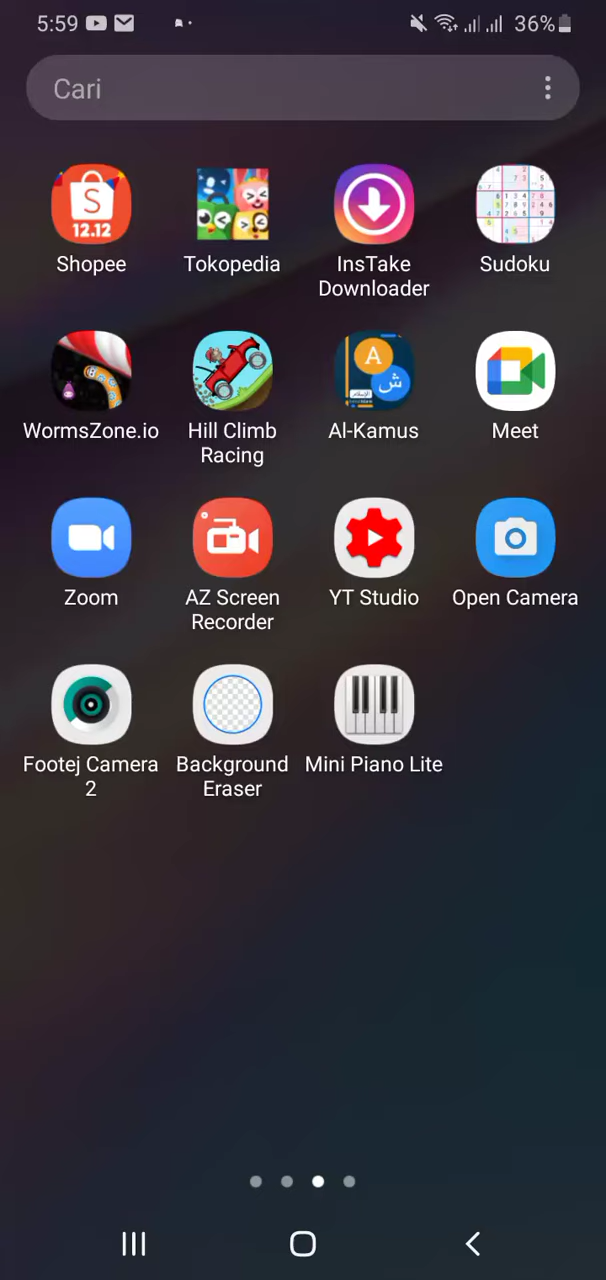 5:59 36%
Cari
S
12.12
Shopee Tokopedia InsTake Sudoku
Downloader
A
ش
WormsZone.io Hill Climb Al-Kamus Meet
Racing
Zoom AZ Screen YT Studio Open Camera
Recorder
Footej Camera Background Mini Piano Lite
2 Eraser